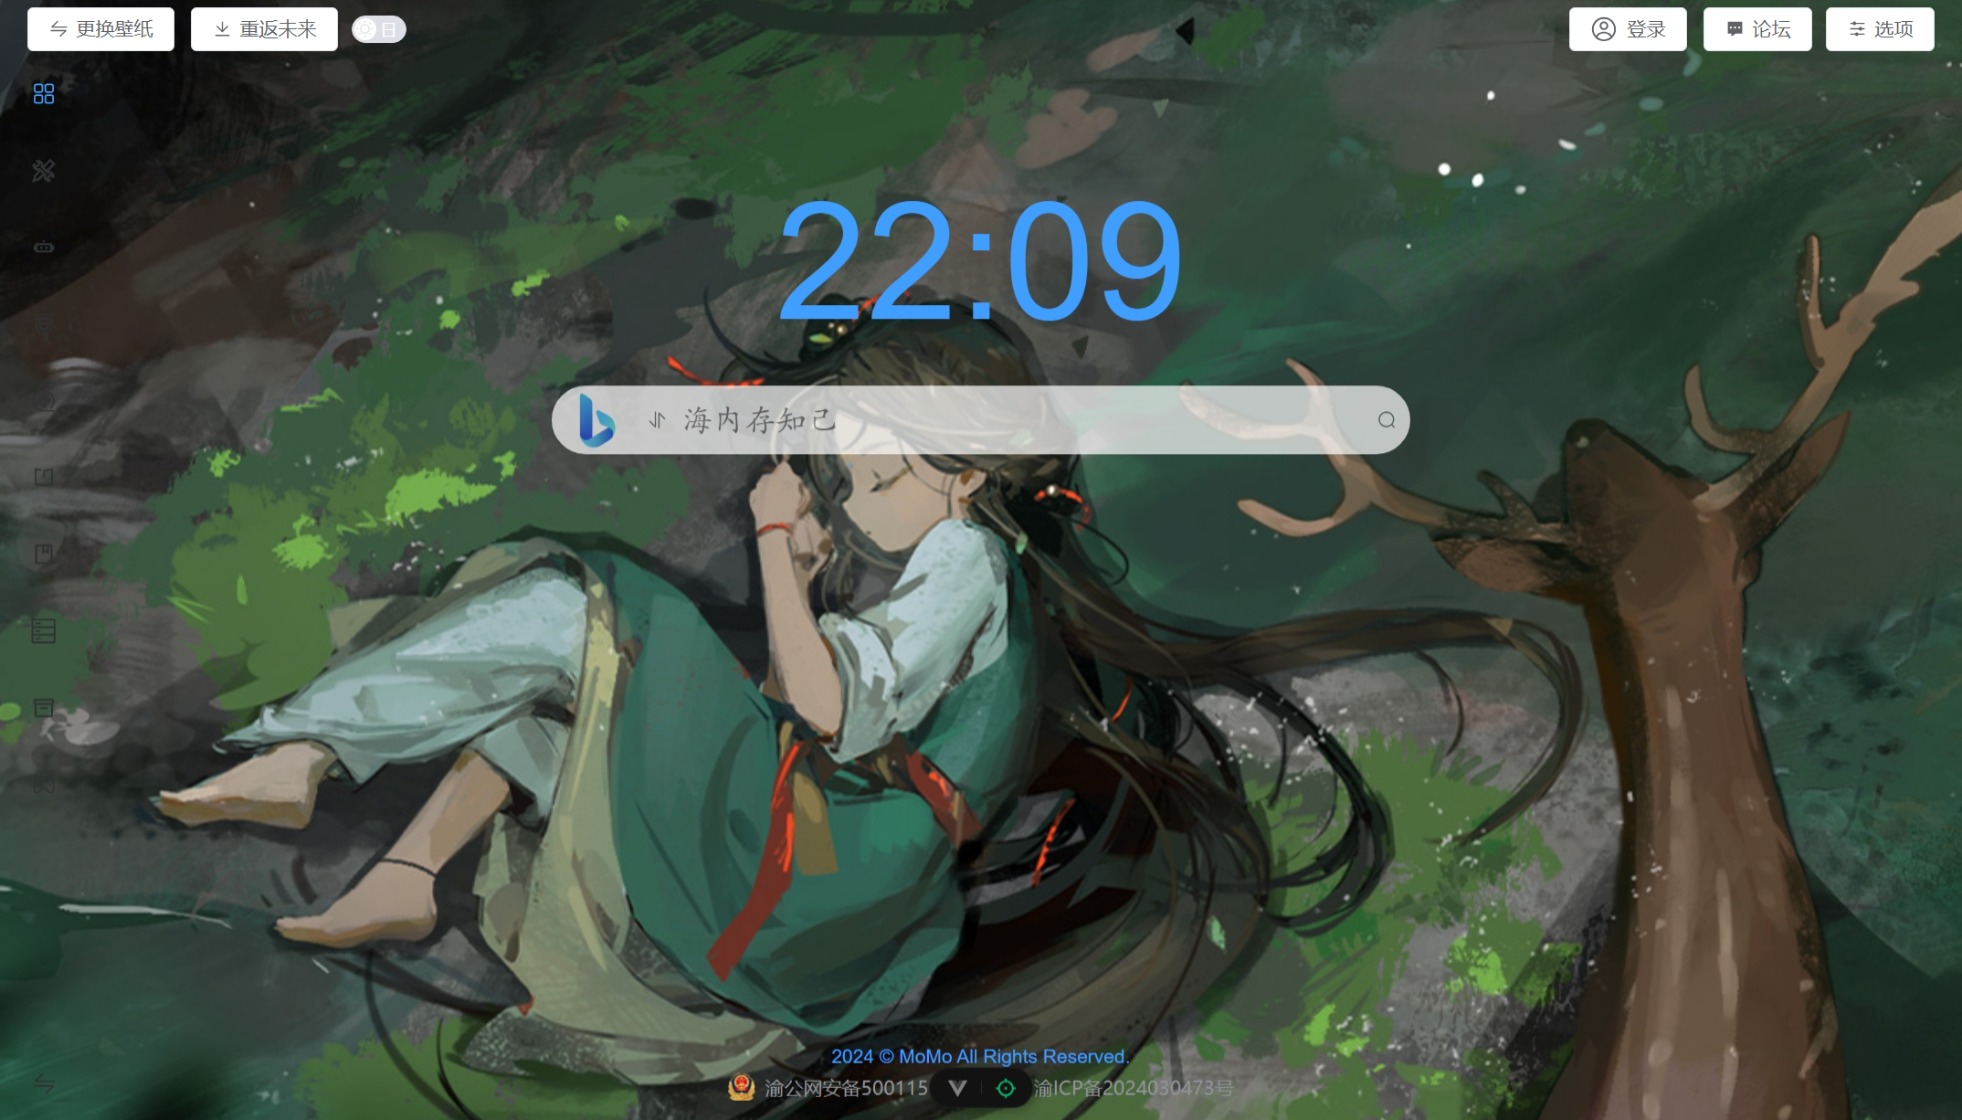 更换壁纸
重返未来
日
登录
论坛
选项
22:09
海内存知己
2024 © MoMo All Rights Reserved.
渝公网安备500115
渝ICP备2024030473号